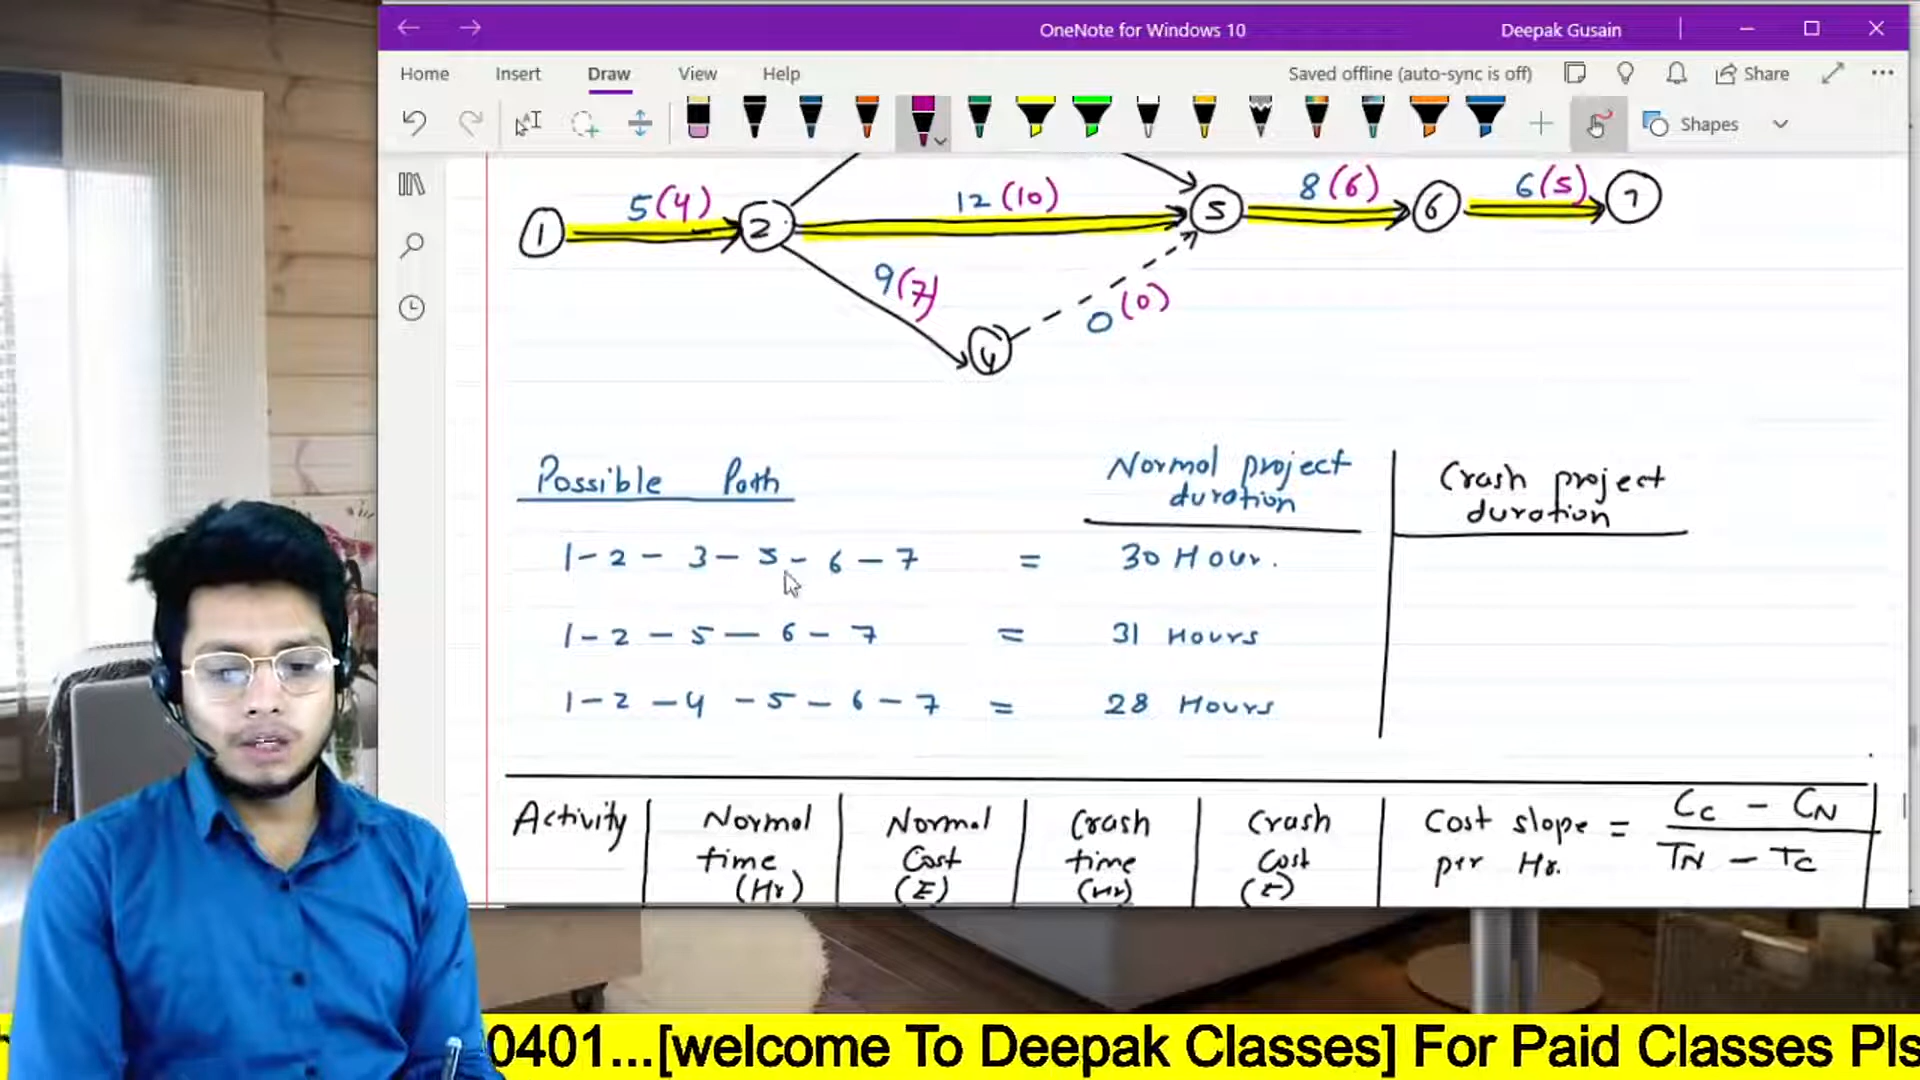 OneNote for Windows 10
Deepak Gusain
Home Insert Draw View Help
Saved offline (auto-sync is off)
Share
Shapes
5(4) 12(10) 8(6) 6(5)
1 2 5 6 7
9(7) 0(0)
4
Possible Path
Normal project duration
Crash project duration
1-2-3-5-6-7 = 30 Hour.
1-2-5-6-7 = 31 Hours
1-2-4-5-6-7 = 28 Hours
Activity
Normal time (Hr)
Normal Cost (₹)
Crash time (Hr)
Crash Cost (₹)
Cost slope per Hr. = CC - CN / TN - TC
0401...[welcome To Deepak Classes] For Paid Classes Pls